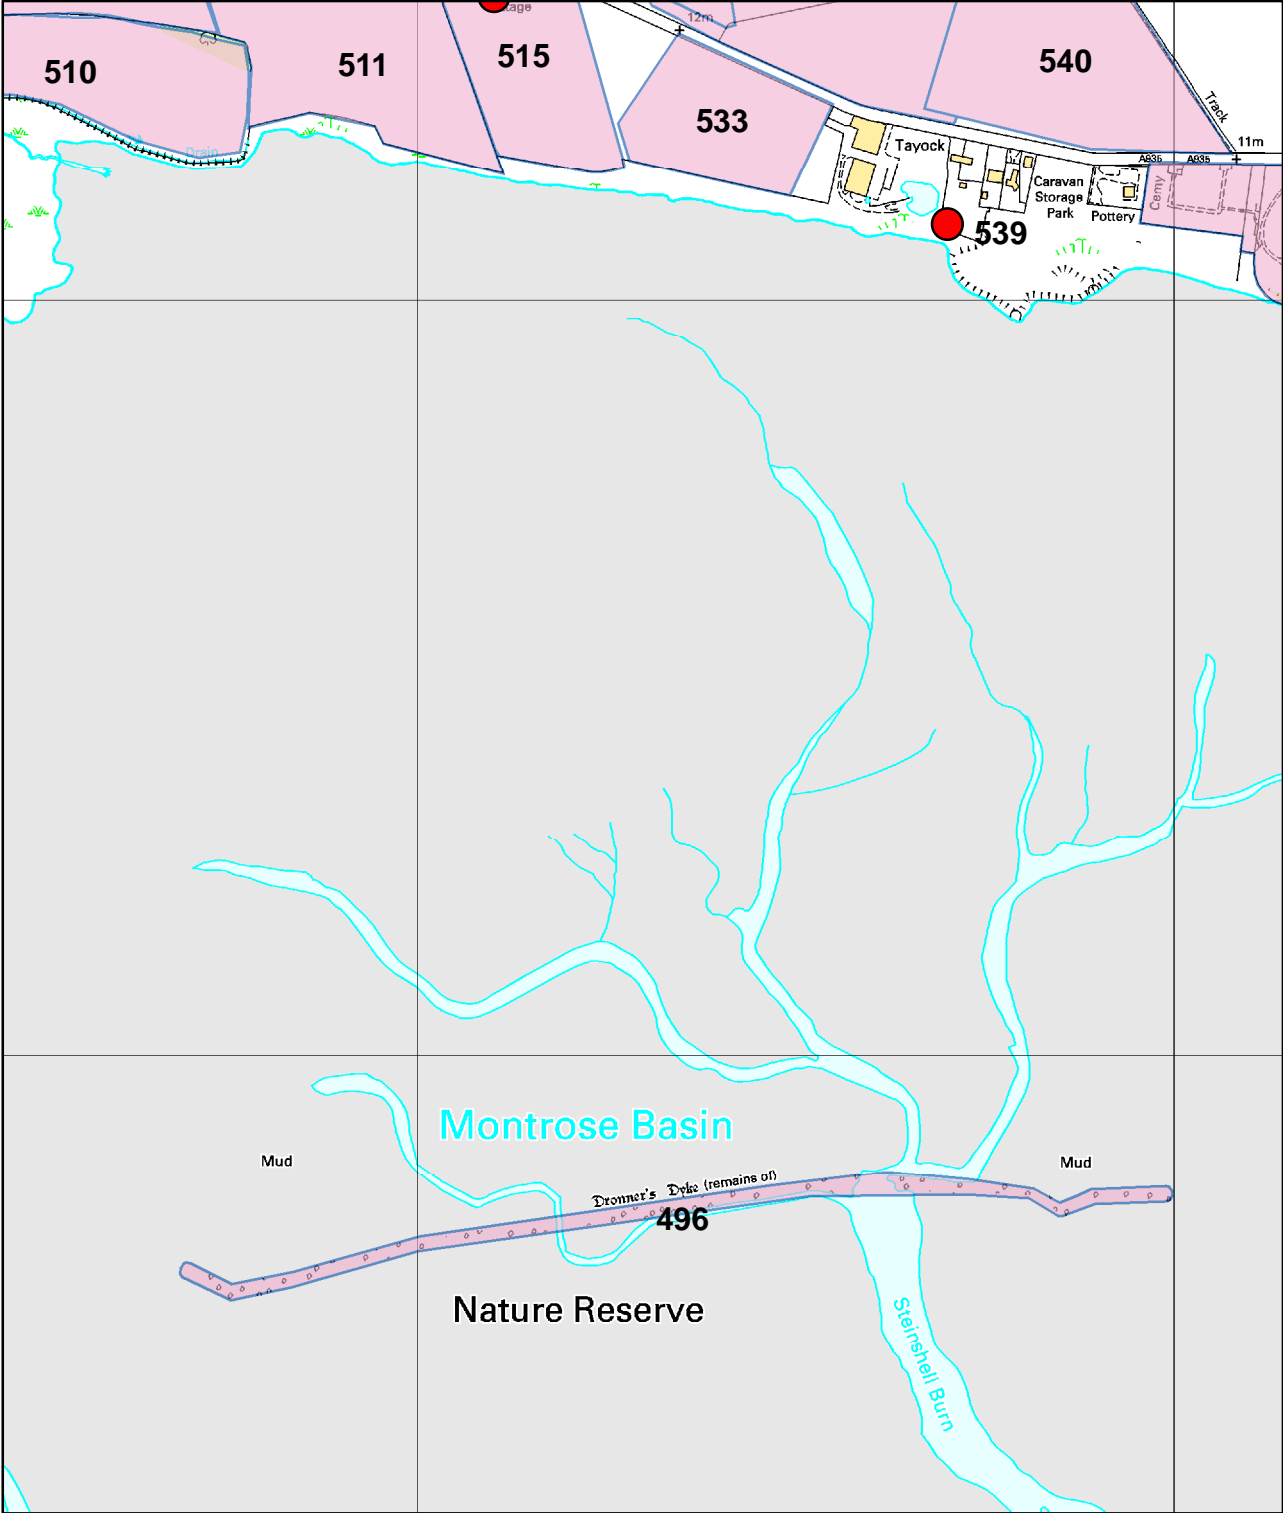 12m
510
511
515
540
533
Track
11m
Tayock
A935
A935
Drain
Caravan
Storage
Park
Cemy
Pottery
539
Montrose Basin
Mud
Mud
Dronner's Dyke (remains of)
496
Nature Reserve
Steinshell Burn